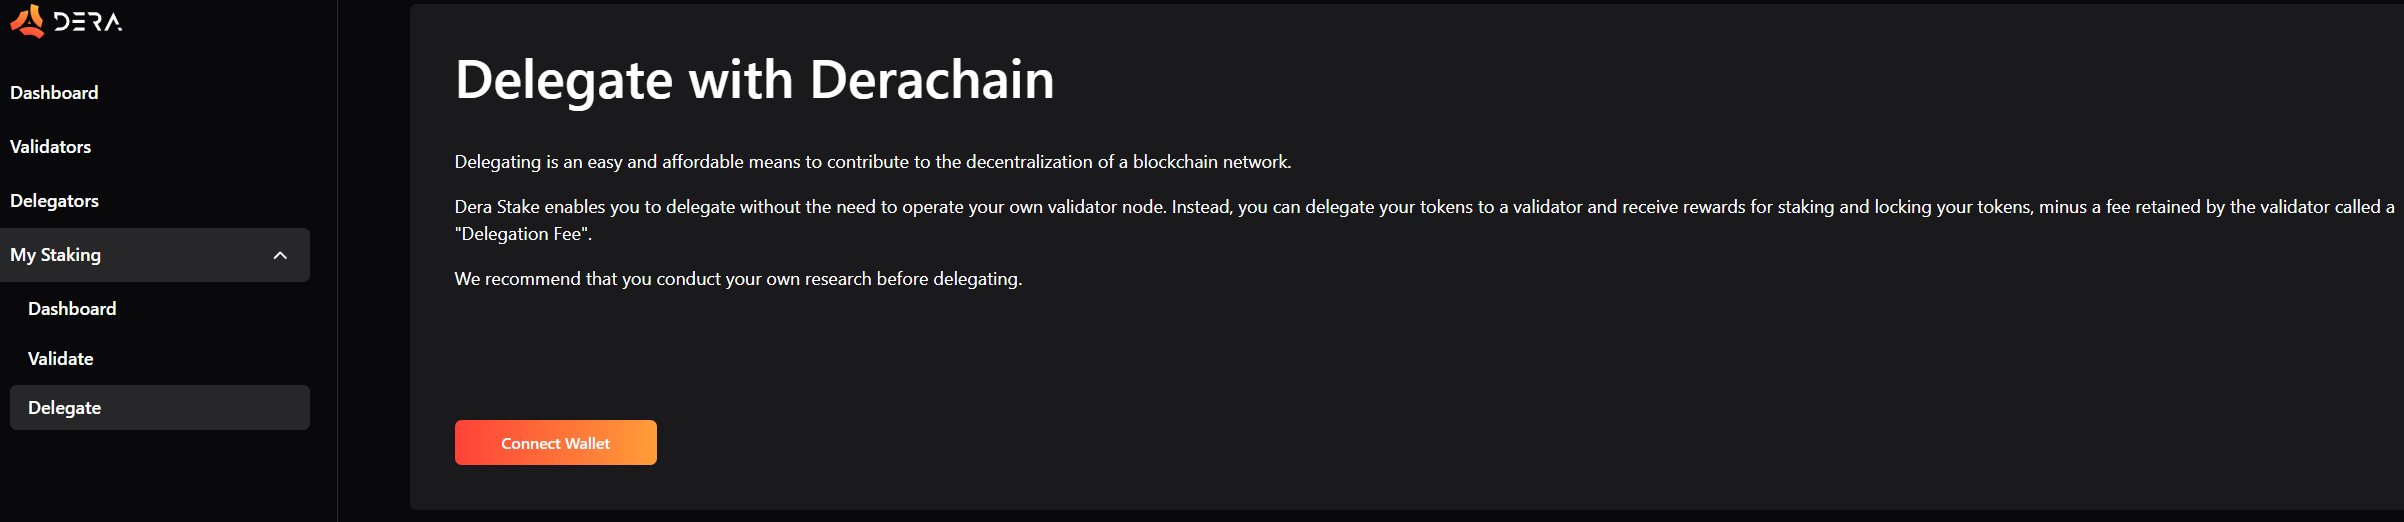 DERA
Dashboard
Validators
Delegators
My Staking
Dashboard
Validate
Delegate
Delegate with Derachain
Delegating is an easy and affordable means to contribute to the decentralization of a blockchain network.
Dera Stake enables you to delegate without the need to operate your own validator node. Instead, you can delegate your tokens to a validator and receive rewards for staking and locking your tokens, minus a fee retained by the validator called a
"Delegation Fee".
We recommend that you conduct your own research before delegating.
Connect Wallet